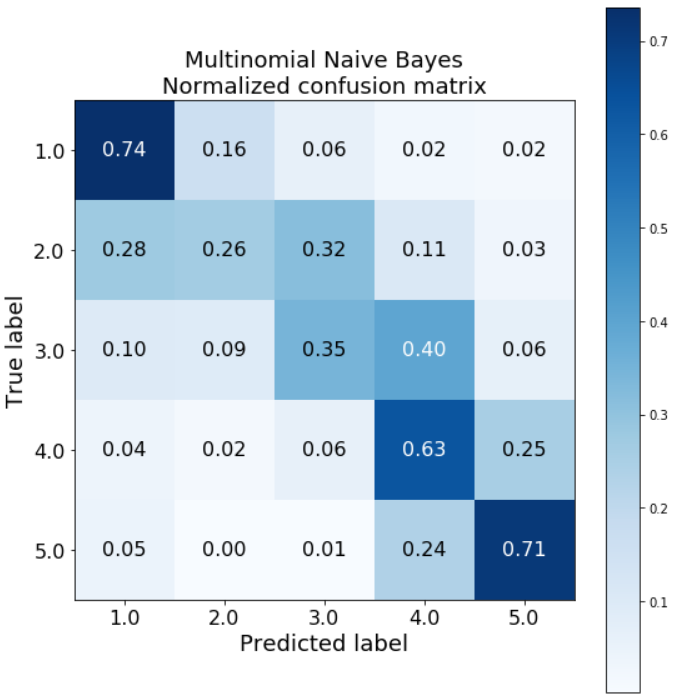 Multinomial Naive Bayes
Normalized confusion matrix
True label
1.0 0.74 0.16 0.06 0.02 0.02
2.0 0.28 0.26 0.32 0.11 0.03
3.0 0.10 0.09 0.35 0.40 0.06
4.0 0.04 0.02 0.06 0.63 0.25
5.0 0.05 0.00 0.01 0.24 0.71
1.0 2.0 3.0 4.0 5.0
Predicted label
0.7
0.6
0.5
0.4
0.3
0.2
0.1